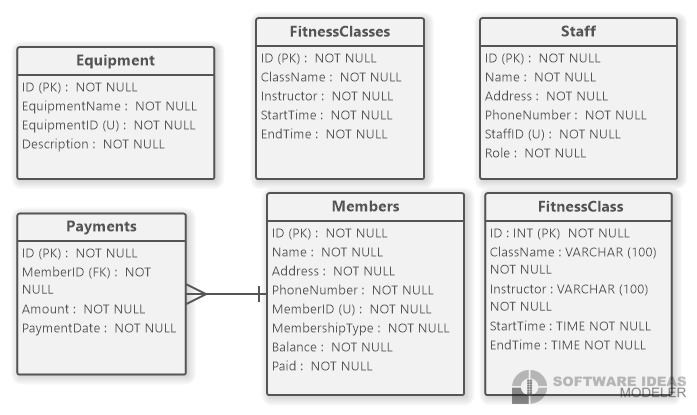 Equipment
ID (PK) :  NOT NULL
EquipmentName :  NOT NULL
EquipmentID (U) :  NOT NULL
Description :  NOT NULL
FitnessClasses
ID (PK) :  NOT NULL
ClassName :  NOT NULL
Instructor :  NOT NULL
StartTime :  NOT NULL
EndTime :  NOT NULL
Staff
ID (PK) :  NOT NULL
Name :  NOT NULL
Address :  NOT NULL
PhoneNumber :  NOT NULL
StaffID (U) :  NOT NULL
Role :  NOT NULL
Payments
ID (PK) :  NOT NULL
MemberID (FK) :  NOT
NULL
Amount :  NOT NULL
PaymentDate :  NOT NULL
Members
ID (PK) :  NOT NULL
Name :  NOT NULL
Address :  NOT NULL
PhoneNumber :  NOT NULL
MemberID (U) :  NOT NULL
MembershipType :  NOT NULL
Balance :  NOT NULL
Paid :  NOT NULL
FitnessClass
ID : INT (PK)  NOT NULL
ClassName : VARCHAR (100)
NOT NULL
Instructor : VARCHAR (100)
NOT NULL
StartTime : TIME NOT NULL
EndTime : TIME NOT NULL
SOFTWARE IDEAS
MODELER